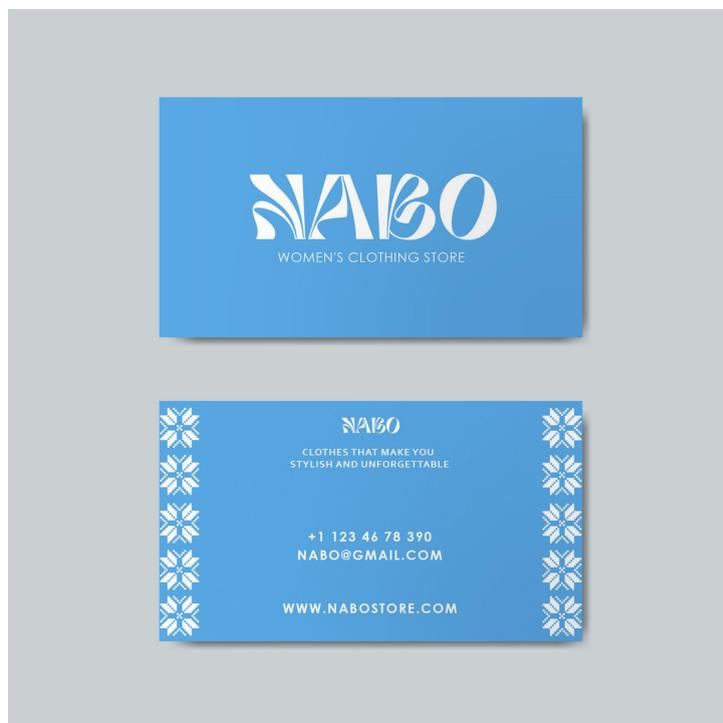 NABO
WOMEN'S CLOTHING STORE
NABO
CLOTHES THAT MAKE YOU
STYLISH AND UNFORGETTABLE
+1 123 46 78 390
NABO@GMAIL.COM
WWW.NABOSTORE.COM